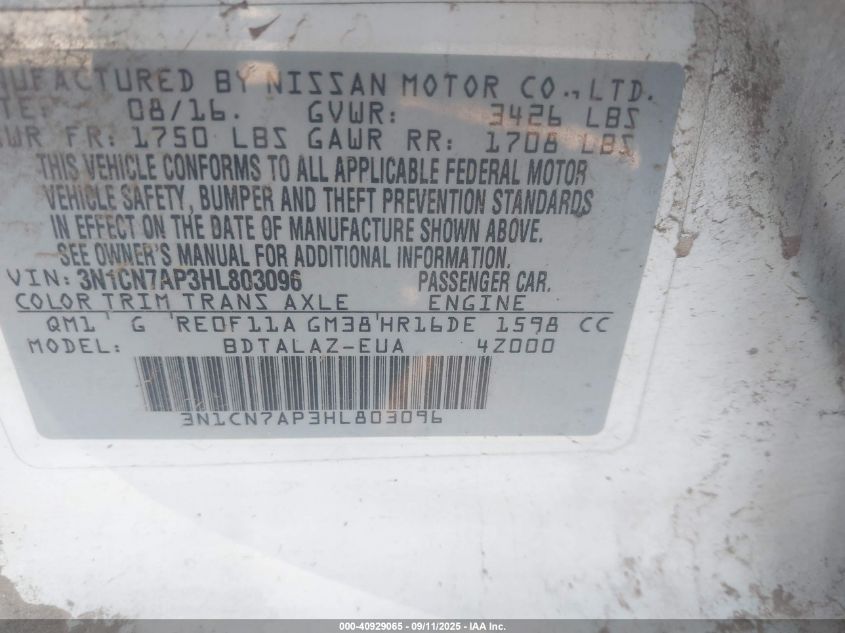 NUFACTURED BY NISSAN MOTOR CO., LTD.
TE: 08/16. GVWR: 3426 LBS
WR FR: 1750 LBS GAWR RR: 1708 LBS
THIS VEHICLE CONFORMS TO ALL APPLICABLE FEDERAL MOTOR
VEHICLE SAFETY, BUMPER AND THEFT PREVENTION STANDARDS
IN EFFECT ON THE DATE OF MANUFACTURE SHOWN ABOVE.
SEE OWNER'S MANUAL FOR ADDITIONAL INFORMATION.
VIN: 3N1CN7AP3HL803096 PASSENGER CAR.
COLOR TRIM TRANS AXLE ENGINE
QM1 G RE0F11A GM38 HR16DE 1598 CC
MODEL: BDTALAZ-EUA 4Z000
3N1CN7AP3HL803096
000-40929065 - 09/11/2025 - IAA Inc.